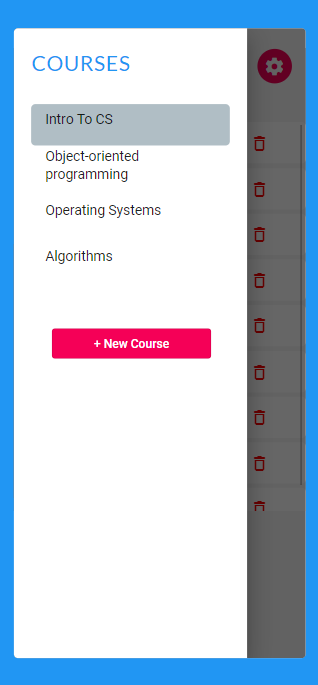 COURSES
Intro To CS
Object-oriented
programming
Operating Systems
Algorithms
+ New Course